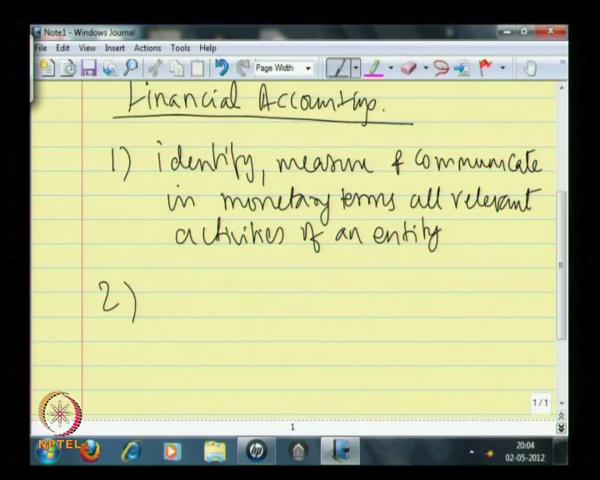 Note1 - Windows Journal
File Edit View Insert Actions Tools Help
Page Width
Financial Accounting.
1) identify, measure & communicate
in monetary terms all relevant
activities of an entity
2)
1/1
1
NPTEL
20:04
02-05-2012